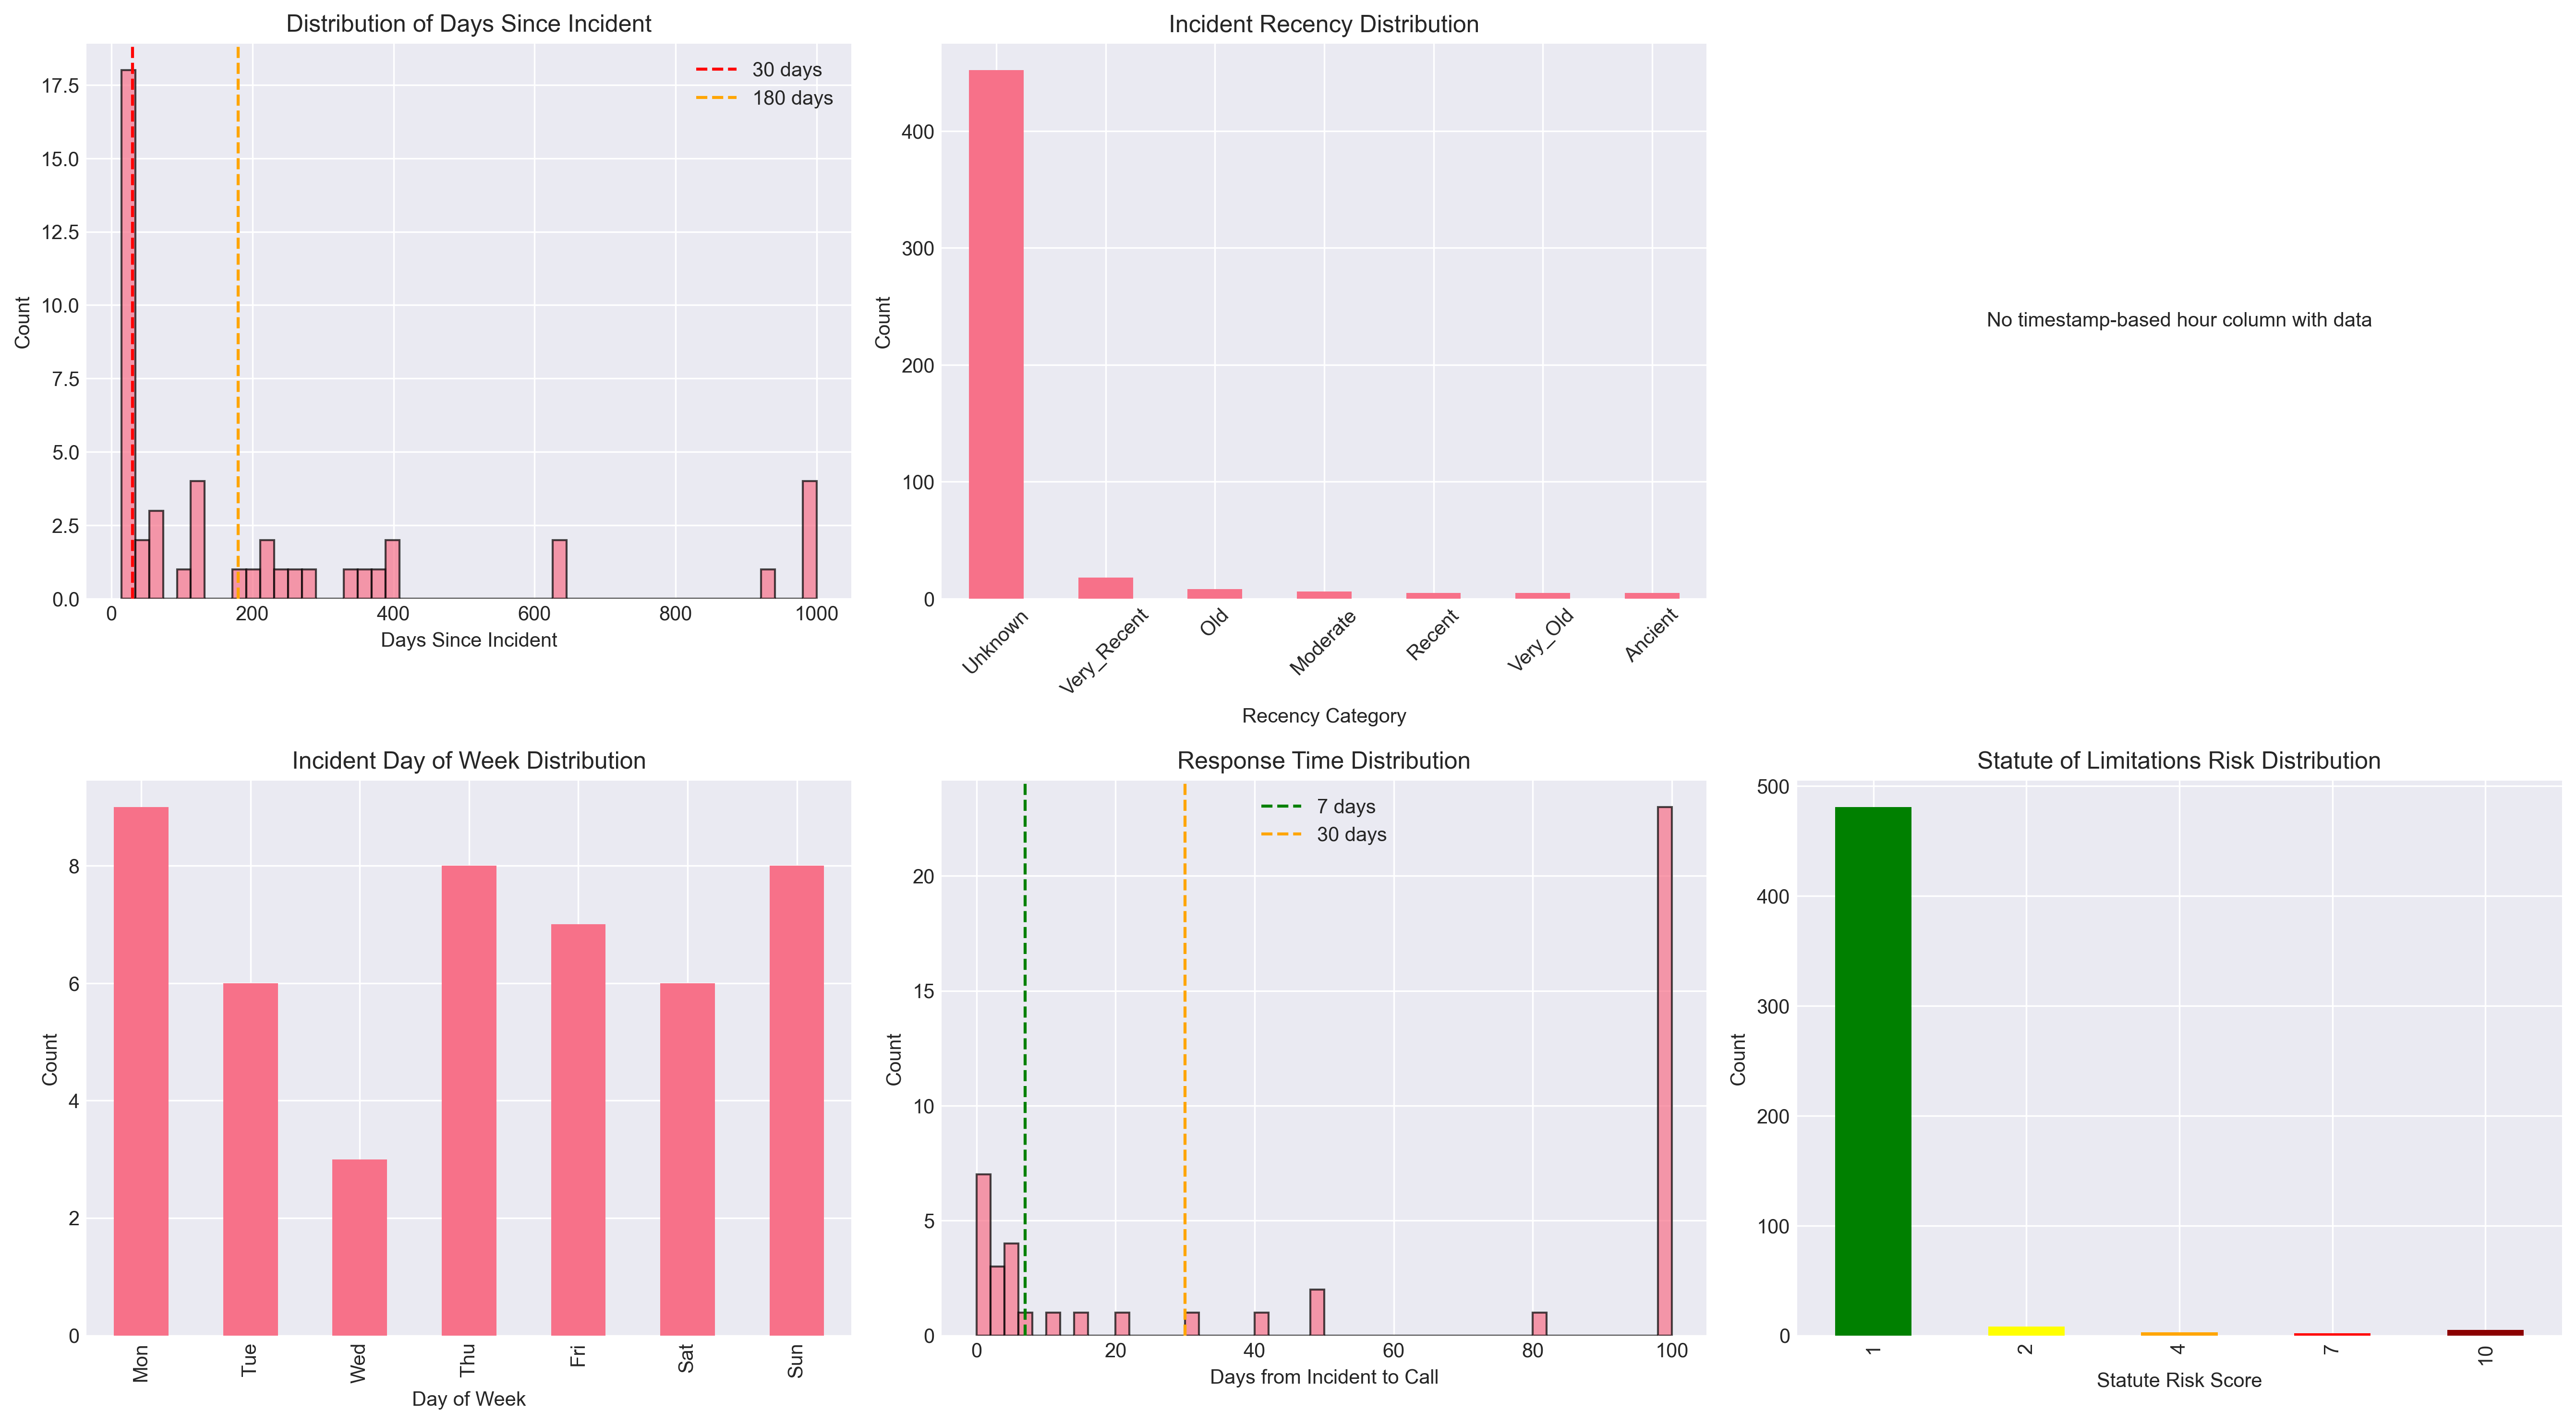 Distribution of Days Since Incident
30 days
180 days
17.5
15.0
12.5
10.0
7.5
5.0
2.5
0.0
Count
0 200 400 600 800 1000
Days Since Incident
Incident Recency Distribution
400
300
200
100
0
Count
Unknown Very_Recent Old Moderate Recent Very_Old Ancient
Recency Category
No timestamp-based hour column with data
Incident Day of Week Distribution
8
6
4
2
0
Count
Mon Tue Wed Thu Fri Sat Sun
Day of Week
Response Time Distribution
7 days
30 days
20
15
10
5
0
Count
0 20 40 60 80 100
Days from Incident to Call
Statute of Limitations Risk Distribution
500
400
300
200
100
0
Count
1 2 4 7 10
Statute Risk Score